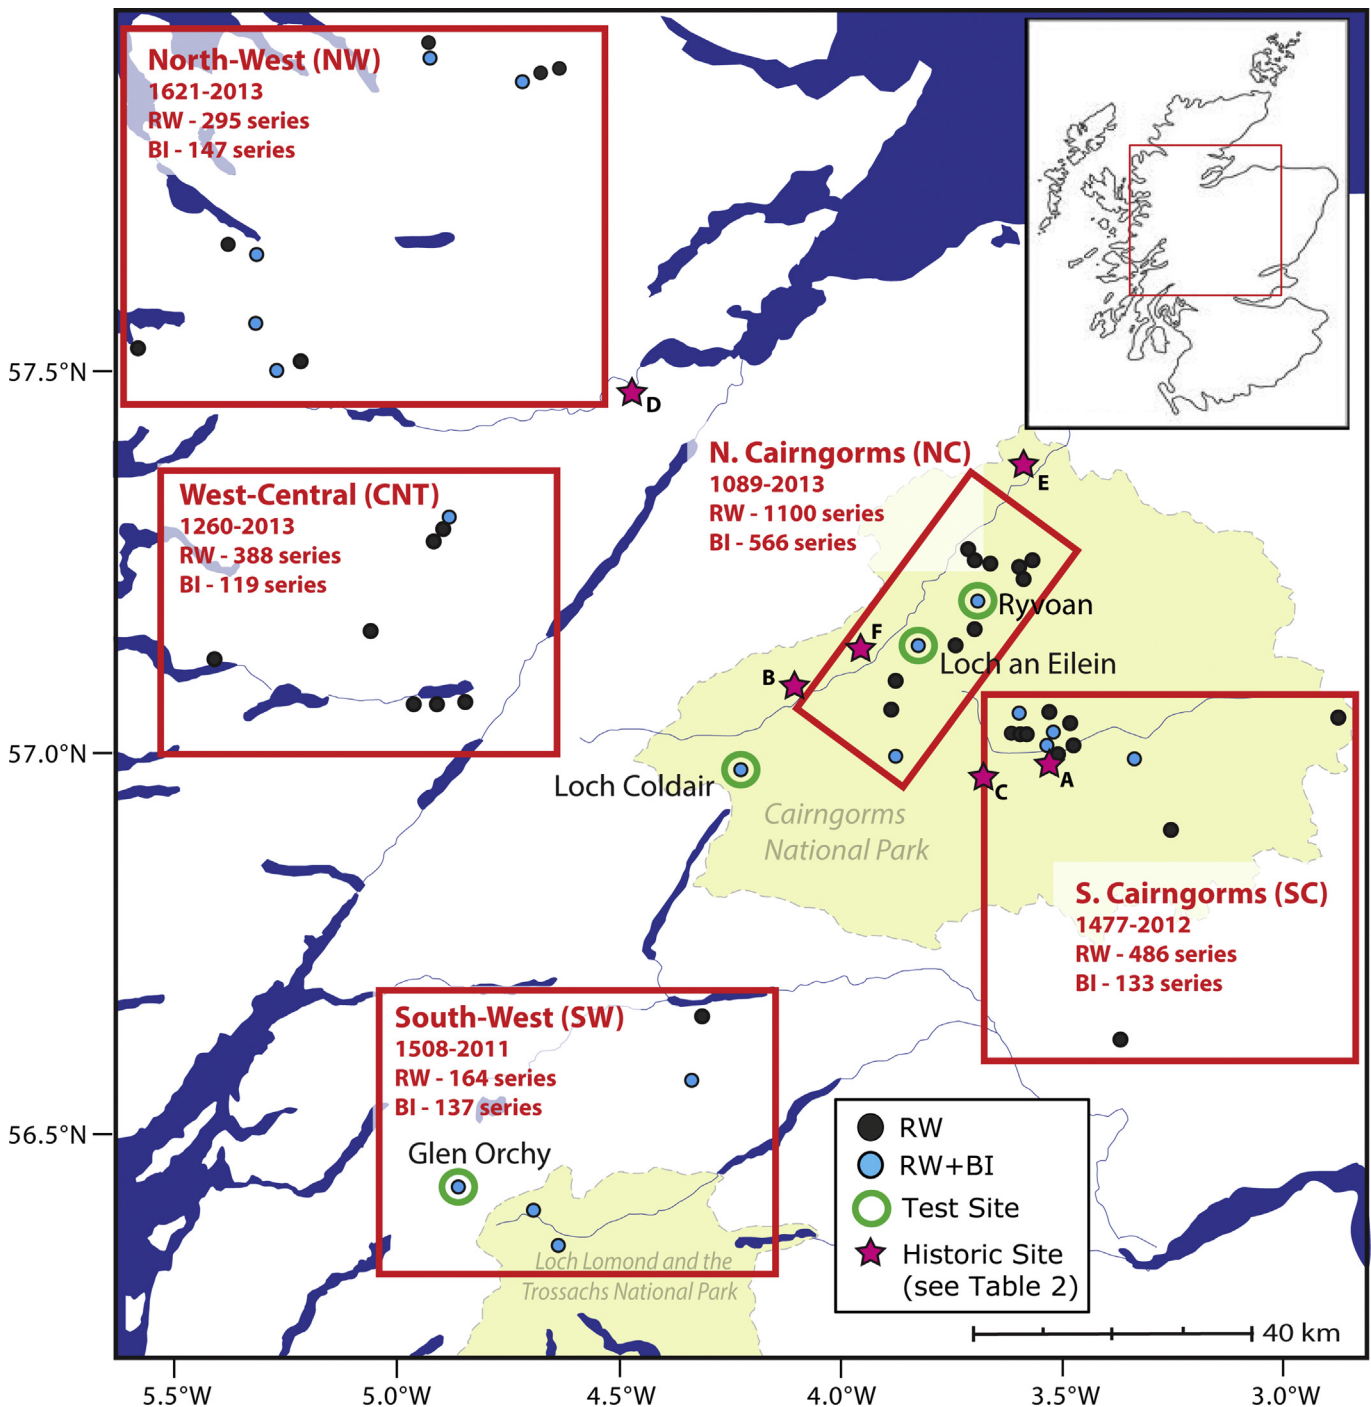 North-West (NW)
1621-2013
RW - 295 series
BI - 147 series
57.5°N
D
N. Cairngorms (NC)
1089-2013
RW - 1100 series
BI - 566 series
E
West-Central (CNT)
1260-2013
RW - 388 series
BI - 119 series
Ryvoan
F
Loch an Eilein
B
57.0°N
Loch Coldair
C
A
Cairngorms
National Park
S. Cairngorms (SC)
1477-2012
RW - 486 series
BI - 133 series
South-West (SW)
1508-2011
RW - 164 series
BI - 137 series
56.5°N
Glen Orchy
Loch Lomond and the
Trossachs National Park
RW
RW+BI
Test Site
Historic Site
(see Table 2)
40 km
5.5°W
5.0°W
4.5°W
4.0°W
3.5°W
3.0°W